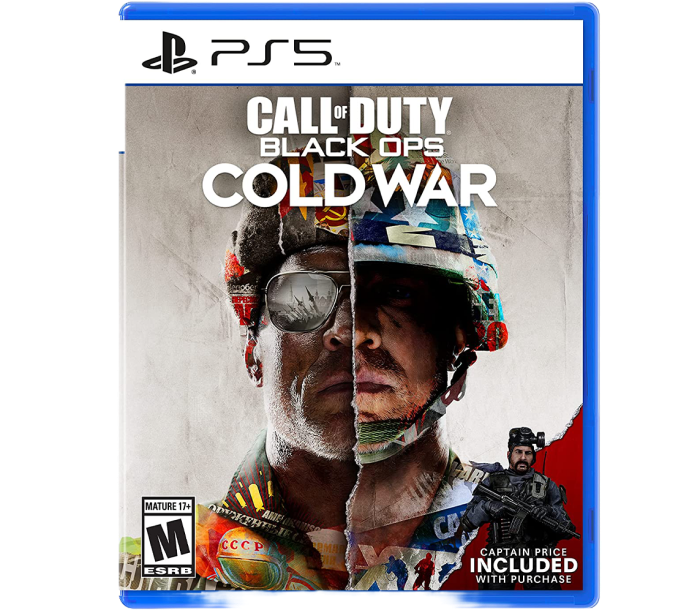 PS5
CALL OF DUTY
BLACK OPS
COLD WAR
CCCP
MATURE 17+
M
ESRB
CAPTAIN PRICE
INCLUDED
WITH PURCHASE